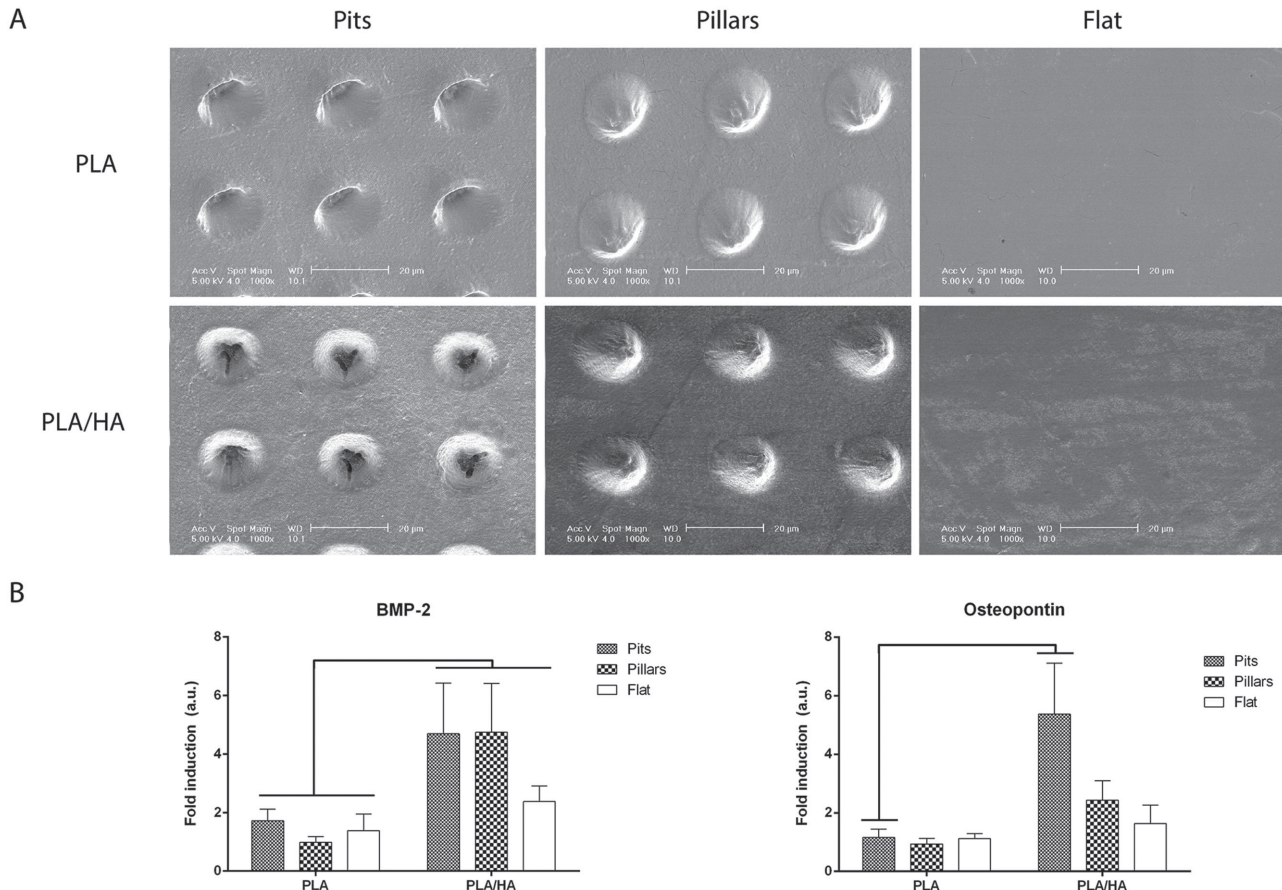 A
Pits Pillars Flat
PLA
Acc V Spot Magn WD 20 µm
5.00 kV 4.0 1000x 10.1
Acc V Spot Magn WD 20 µm
5.00 kV 4.0 1000x 10.1
Acc V Spot Magn WD 20 µm
5.00 kV 4.0 1000x 10.0
PLA/HA
Acc V Spot Magn WD 20 µm
5.00 kV 4.0 1000x 10.1
Acc V Spot Magn WD 20 µm
5.00 kV 4.0 1000x 10.0
Acc V Spot Magn WD 20 µm
5.00 kV 4.0 1000x 10.0
B
BMP-2
Fold induction (a.u.)
8
6
4
2
0
PLA PLA/HA
Pits
Pillars
Flat
Osteopontin
Fold induction (a.u.)
8
6
4
2
0
PLA PLA/HA
Pits
Pillars
Flat